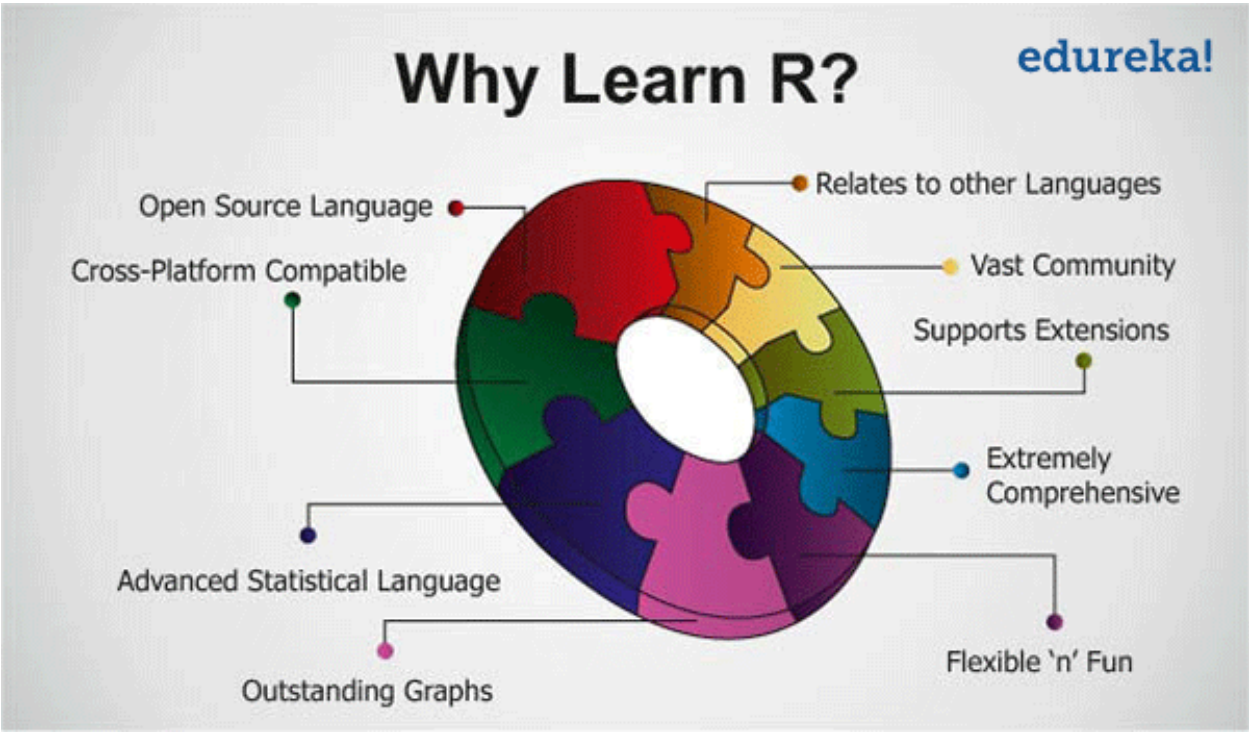 edureka!
Why Learn R?
Open Source Language
Relates to other Languages
Cross-Platform Compatible
Vast Community
Supports Extensions
Extremely
Comprehensive
Advanced Statistical Language
Flexible ‘n’ Fun
Outstanding Graphs